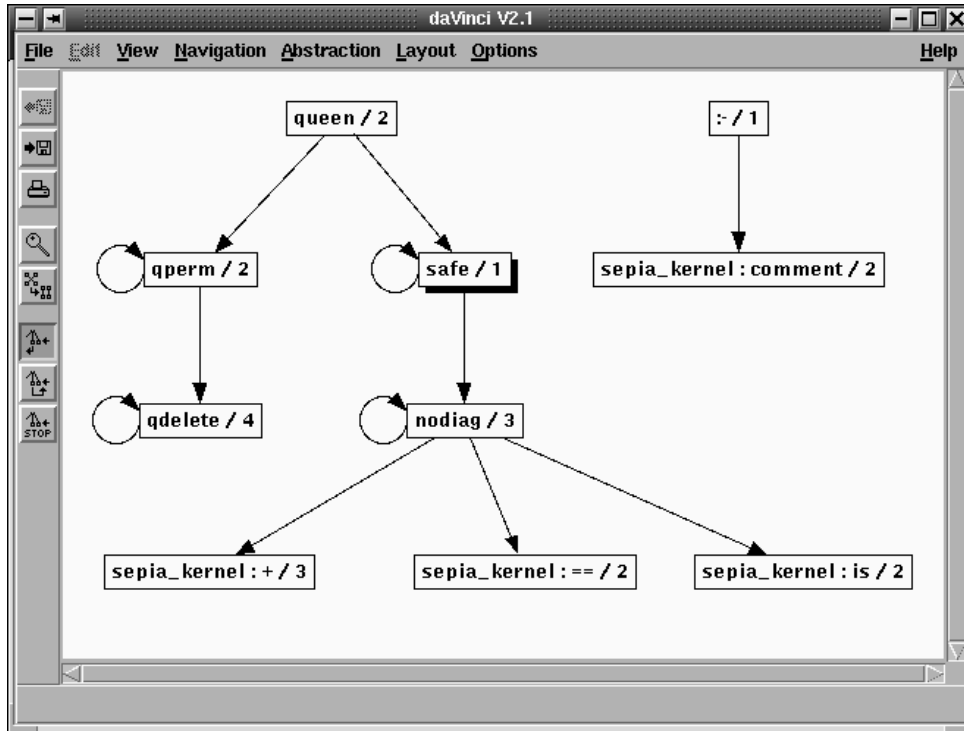 daVinci V2.1
File Edit View Navigation Abstraction Layout Options Help
queen / 2
:- / 1
qperm / 2
safe / 1
sepia_kernel : comment / 2
qdelete / 4
nodiag / 3
STOP
sepia_kernel : + / 3
sepia_kernel : == / 2
sepia_kernel : is / 2